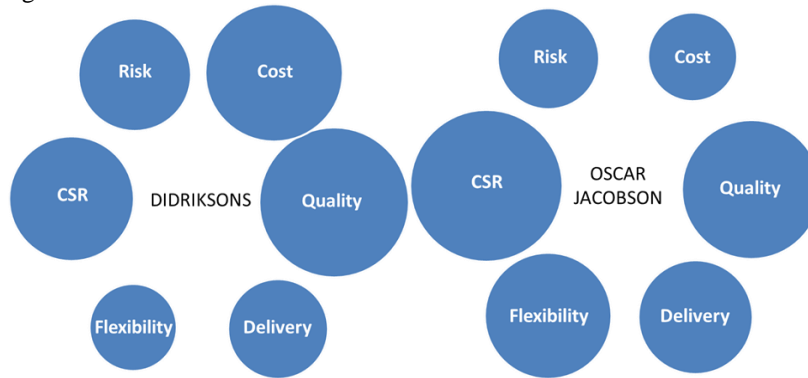 Risk
Cost
CSR
DIDRIKSONS
Quality
Flexibility
Delivery
Risk
Cost
CSR
OSCAR
JACOBSON
Quality
Flexibility
Delivery